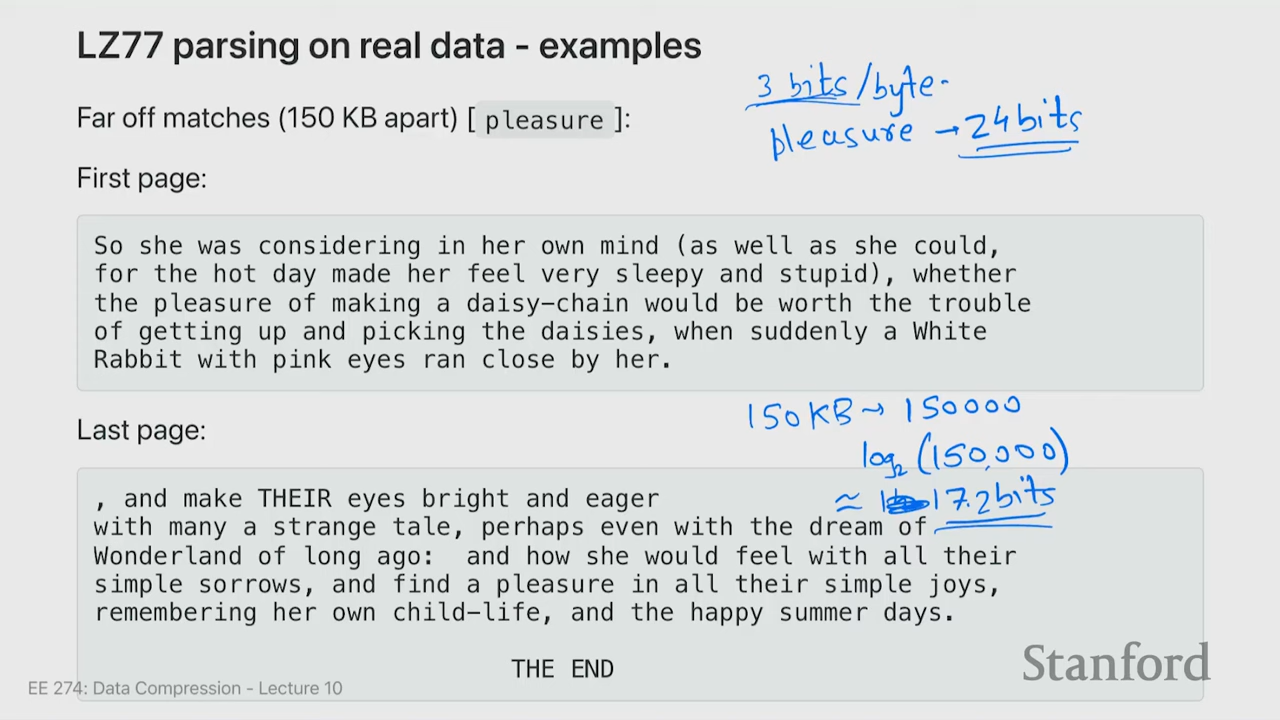 LZ77 parsing on real data - examples
3 bits/byte.
Far off matches (150 KB apart) [ pleasure ]:
pleasure → 24 bits
First page:
So she was considering in her own mind (as well as she could,
for the hot day made her feel very sleepy and stupid), whether
the pleasure of making a daisy-chain would be worth the trouble
of getting up and picking the daisies, when suddenly a White
Rabbit with pink eyes ran close by her.
150KB → 150000
Last page:
log2 (150,000)
≈ 17.2 bits
, and make THEIR eyes bright and eager
with many a strange tale, perhaps even with the dream of
Wonderland of long ago:  and how she would feel with all their
simple sorrows, and find a pleasure in all their simple joys,
remembering her own child-life, and the happy summer days.
THE END
Stanford
EE 274: Data Compression - Lecture 10